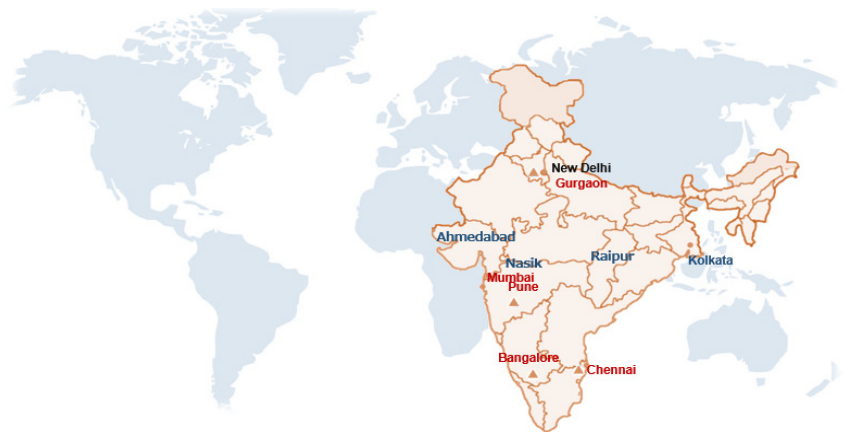 New Delhi
Gurgaon
Ahmedabad
Raipur
Kolkata
Nasik
Mumbai
Pune
Bangalore
Chennai